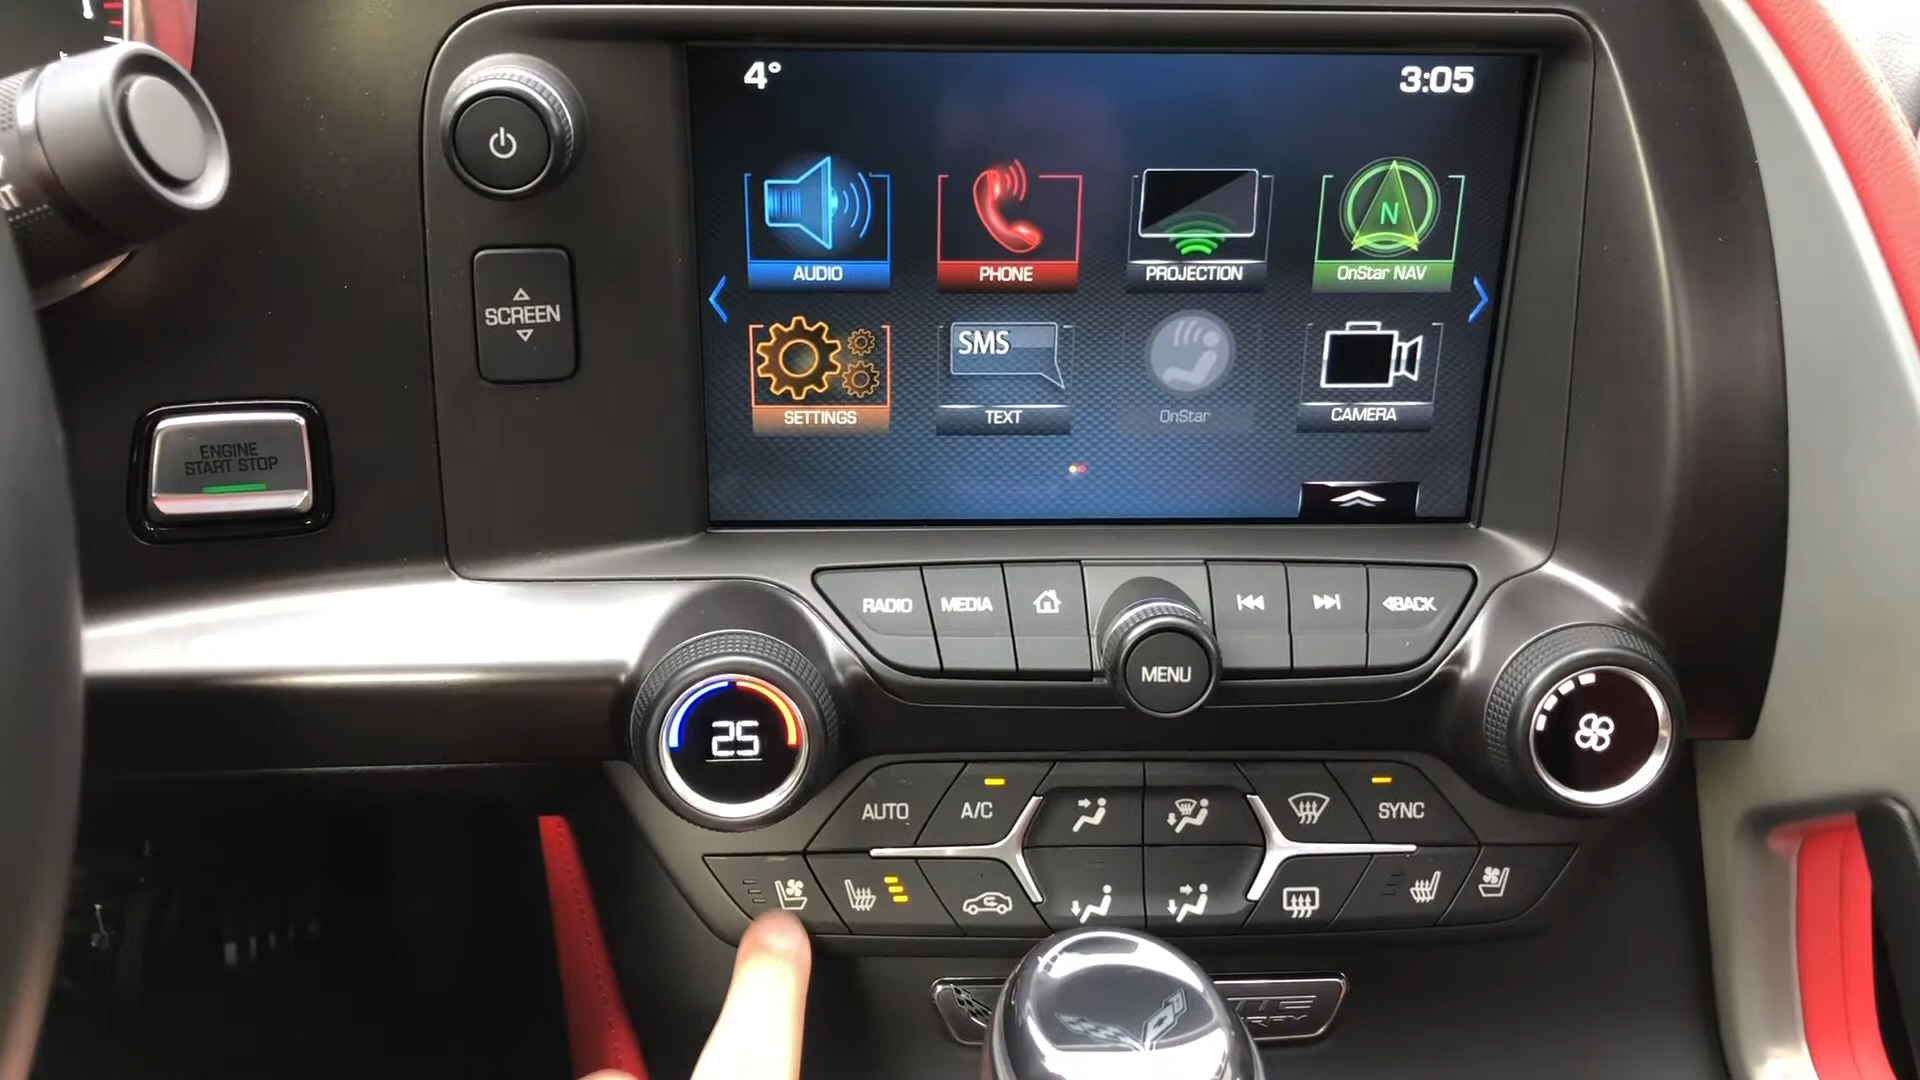 4°
3:05
AUDIO
PHONE
PROJECTION
N
OnStar NAV
SCREEN
SMS
SETTINGS
TEXT
OnStar
CAMERA
ENGINE
START STOP
RADIO
MEDIA
BACK
MENU
25
AUTO
A/C
SYNC